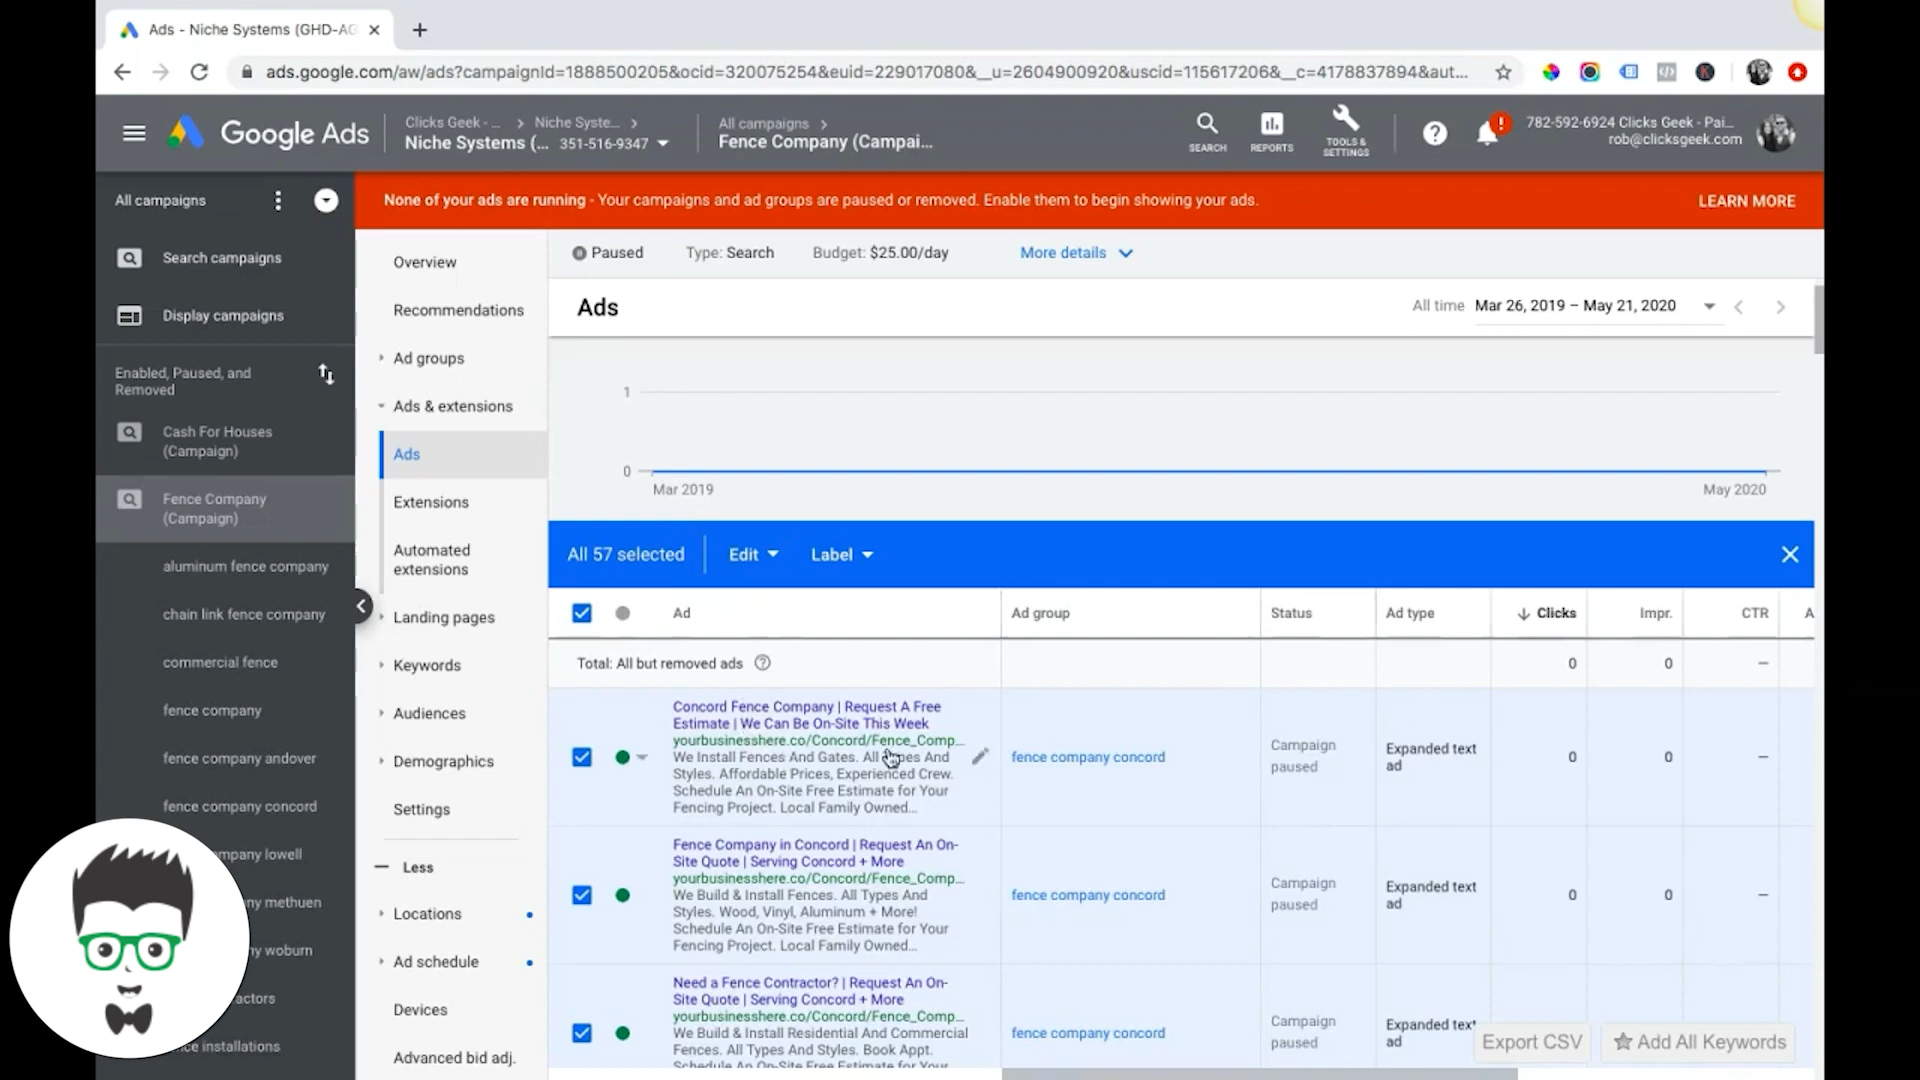 Ads - Niche Systems (GHD-AG
ads.google.com/aw/ads?campaignId=1888500205&ocid=320075254&euid=229017080&__u=2604900920&uscid=115617206&__c=4178837894&aut...
Google Ads
Clicks Geek - ...
Niche Syste...
Niche Systems (... 351-516-9347
All campaigns
Fence Company (Campai...
SEARCH
REPORTS
TOOLS &
SETTINGS
782-592-6924 Clicks Geek - Pai...
rob@clicksgeek.com
None of your ads are running - Your campaigns and ad groups are paused or removed. Enable them to begin showing your ads.
LEARN MORE
All campaigns
Search campaigns
Display campaigns
Enabled, Paused, and
Removed
Cash For Houses
(Campaign)
Fence Company
(Campaign)
aluminum fence company
chain link fence company
commercial fence
fence company
fence company andover
fence company concord
mpany lowell
ny methuen
ny woburn
actors
ce installations
Overview
Recommendations
Ad groups
Ads & extensions
Ads
Extensions
Automated
extensions
Landing pages
Keywords
Audiences
Demographics
Settings
Less
Locations
Ad schedule
Devices
Advanced bid adj.
Paused
Type: Search
Budget: $25.00/day
More details
Ads
All time
Mar 26, 2019 – May 21, 2020
1
0
Mar 2019
May 2020
All 57 selected
Edit
Label
Ad
Ad group
Status
Ad type
Clicks
Impr.
CTR
A
Total: All but removed ads
0
0
–
Concord Fence Company | Request A Free
Estimate | We Can Be On-Site This Week
yourbusinesshere.co/Concord/Fence_Comp...
We Install Fences And Gates. All And
Styles. Affordable Prices, Experienced Crew.
Schedule An On-Site Free Estimate for Your
Fencing Project. Local Family Owned...
fence company concord
Campaign
paused
Expanded text
ad
0
0
–
Fence Company in Concord | Request An On-
Site Quote | Serving Concord + More
yourbusinesshere.co/Concord/Fence_Comp...
We Build & Install Fences. All Types And
Styles. Wood, Vinyl, Aluminum + More!
Schedule An On-Site Free Estimate for Your
Fencing Project. Local Family Owned...
fence company concord
Campaign
paused
Expanded text
ad
0
0
–
Need a Fence Contractor? | Request An On-
Site Quote | Serving Concord + More
yourbusinesshere.co/Concord/Fence_Comp...
We Build & Install Residential And Commercial
Fences. All Types And Styles. Book Appt.
Schedule An On-Site Free Estimate for Your
fence company concord
Campaign
paused
Expanded text
ad
Export CSV
Add All Keywords